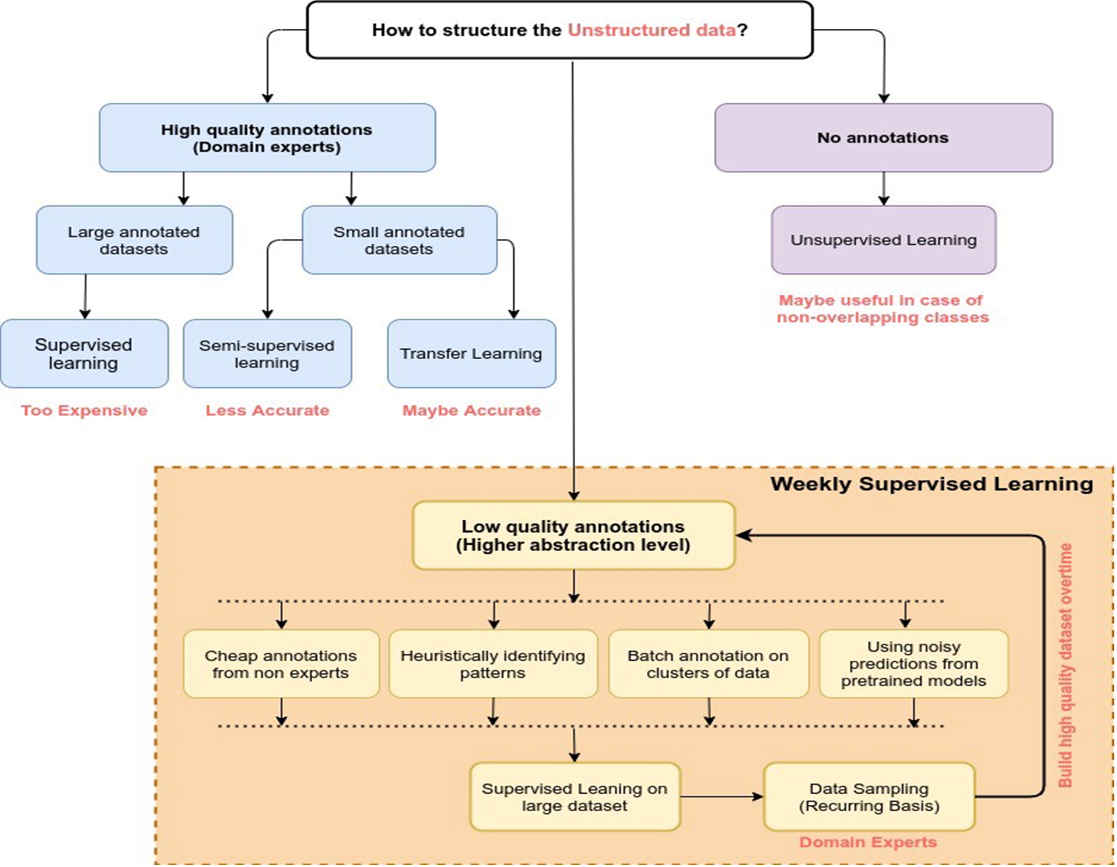 How to structure the Unstructured data?
High quality annotations
(Domain experts)
No annotations
Large annotated
datasets
Small annotated
datasets
Unsupervised Learning
Maybe useful in case of
non-overlapping classes
Supervised
learning
Semi-supervised
learning
Transfer Learning
Too Expensive
Less Accurate
Maybe Accurate
Weekly Supervised Learning
Low quality annotations
(Higher abstraction level)
Build high quality dataset overtime
Cheap annotations
from non experts
Heuristically identifying
patterns
Batch annotation on
clusters of data
Using noisy
predictions from
pretrained models
Supervised Leaning on
large dataset
Data Sampling
(Recurring Basis)
Domain Experts